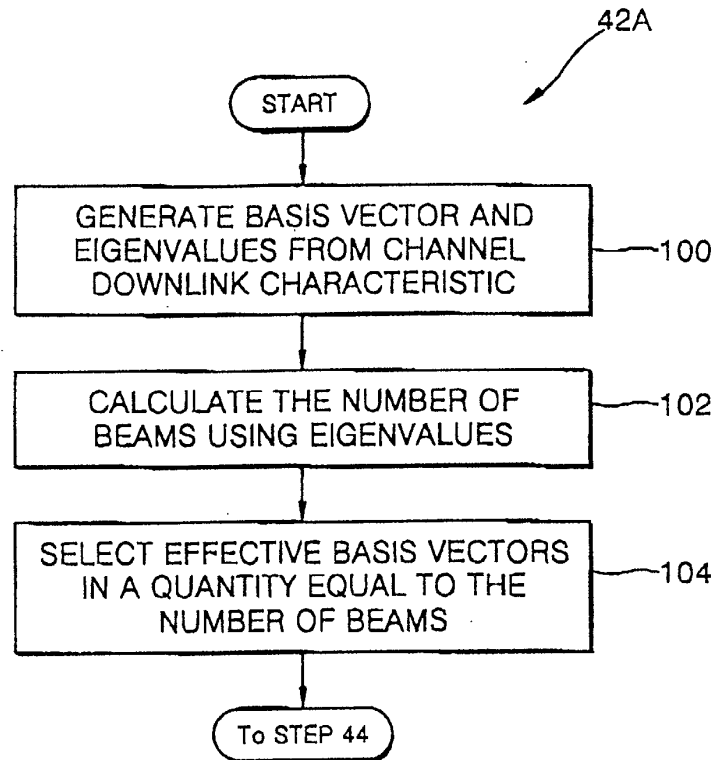 42A
START
GENERATE BASIS VECTOR AND
EIGENVALUES FROM CHANNEL
DOWNLINK CHARACTERISTIC
100
CALCULATE THE NUMBER OF
BEAMS USING EIGENVALUES
102
SELECT EFFECTIVE BASIS VECTORS
IN A QUANTITY EQUAL TO THE
NUMBER OF BEAMS
104
To STEP 44